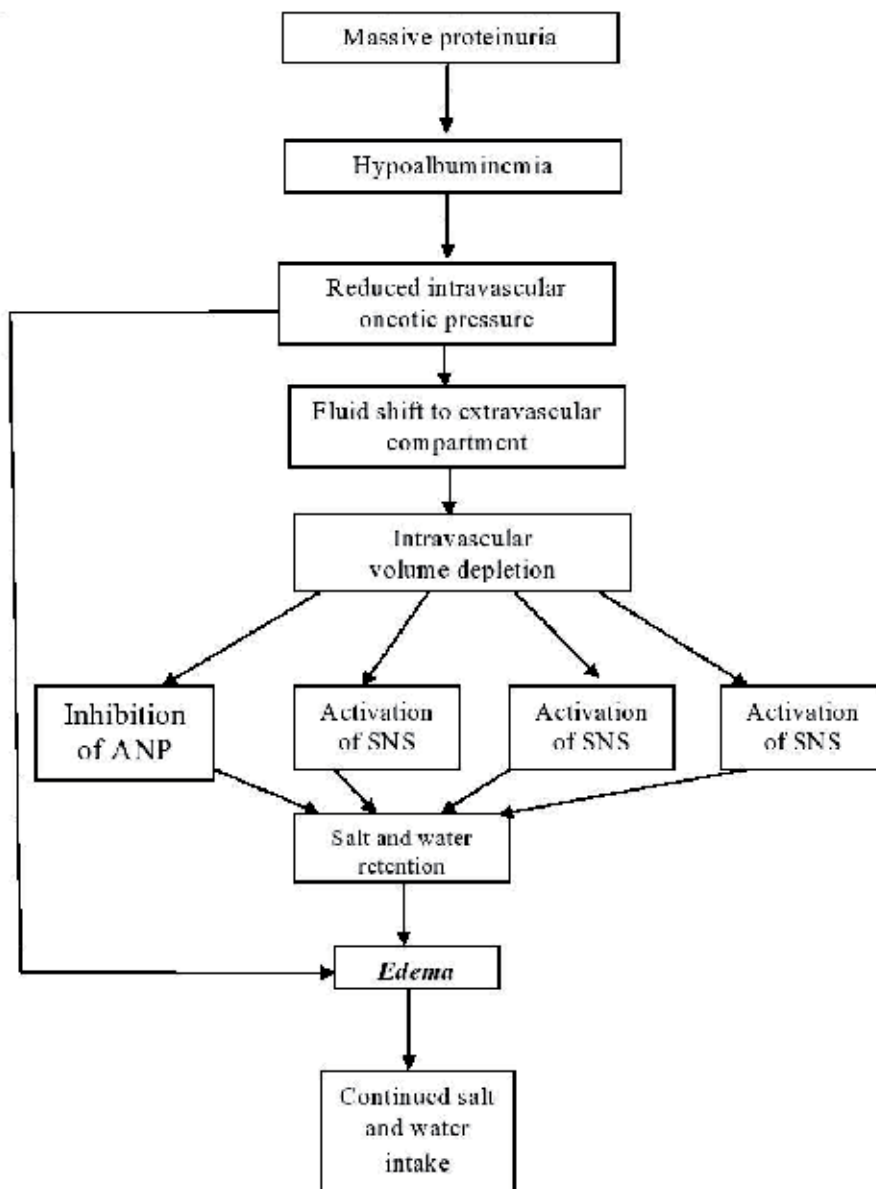 Massive proteinuria
Hypoalbuminemia
Reduced intravascular
oncotic pressure
Fluid shift to extravascular
compartment
Intravascular
volume depletion
Inhibition
of ANP
Activation
of SNS
Activation
of SNS
Activation
of SNS
Salt and water
retention
Edema
Continued salt
and water
intake